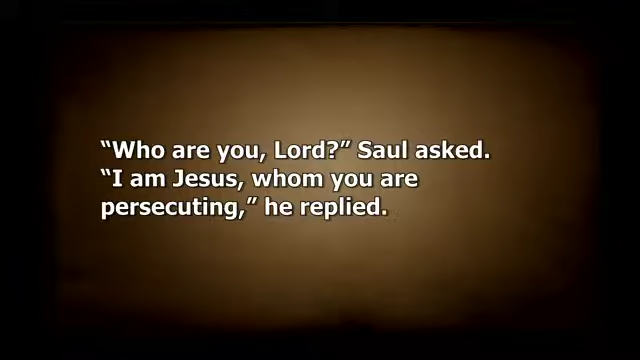 “Who are you, Lord?” Saul asked.
“I am Jesus, whom you are
persecuting,” he replied.